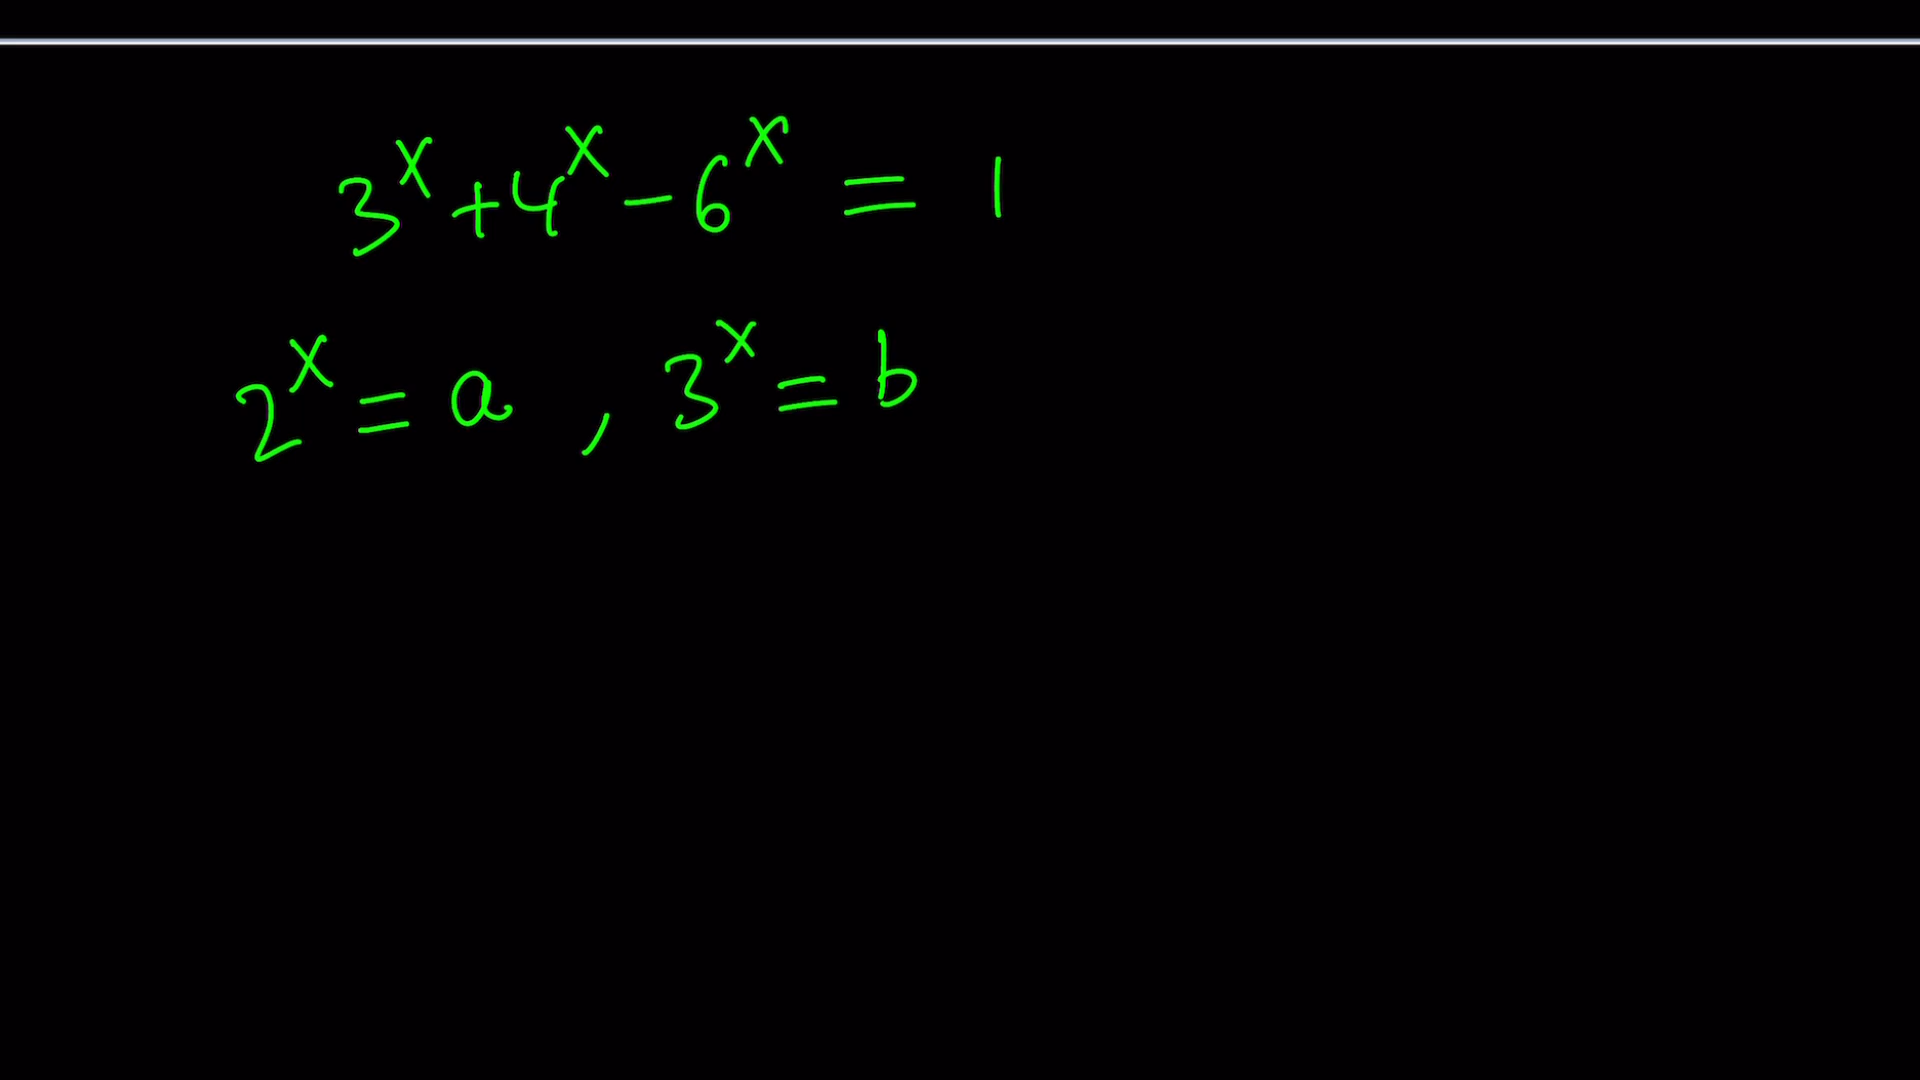 3^x + 4^x - 6^x = 1
2^x = a , 3^x = b